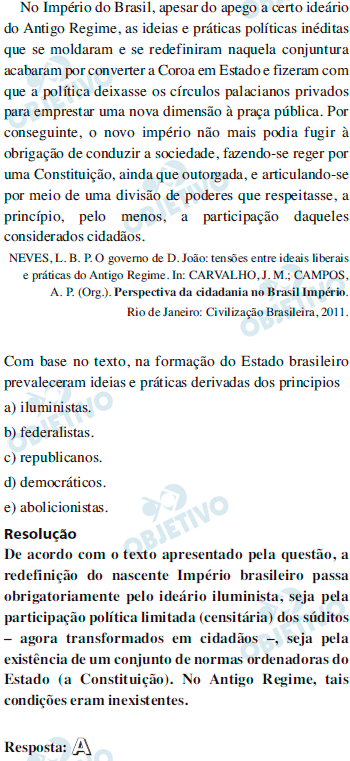 No Império do Brasil, apesar do apego a certo ideário
do Antigo Regime, as ideias e práticas políticas inéditas
que se moldaram e se redefiniram naquela conjuntura
acabaram por converter a Coroa em Estado e fizeram com
que a política deixasse os círculos palacianos privados
para emprestar uma nova dimensão à praça pública. Por
conseguinte, o novo império não mais podia fugir à
obrigação de conduzir a sociedade, fazendo-se reger por
uma Constituição, ainda que outorgada, e articulando-se
por meio de uma divisão de poderes que respeitasse, a
princípio, pelo menos, a participação daqueles
considerados cidadãos.
NEVES, L. B. P. O governo de D. João: tensões entre ideais liberais
e práticas do Antigo Regime. In: CARVALHO, J. M.; CAMPOS,
A. P. (Org.). Perspectiva da cidadania no Brasil Império.
Rio de Janeiro: Civilização Brasileira, 2011.
Com base no texto, na formação do Estado brasileiro
prevaleceram ideias e práticas derivadas dos principios
a) iluministas.
b) federalistas.
c) republicanos.
d) democráticos.
e) abolicionistas.
Resolução
De acordo com o texto apresentado pela questão, a
redefinição do nascente Império brasileiro passa
obrigatoriamente pelo ideário iluminista, seja pela
participação política limitada (censitária) dos súditos
– agora transformados em cidadãos –, seja pela
existência de um conjunto de normas ordenadoras do
Estado (a Constituição). No Antigo Regime, tais
condições eram inexistentes.
Resposta: A
OBJETIVO
OBJETIVO
OBJETIVO
OBJETIVO
OBJETIVO
OBJETIVO
OBJETIVO